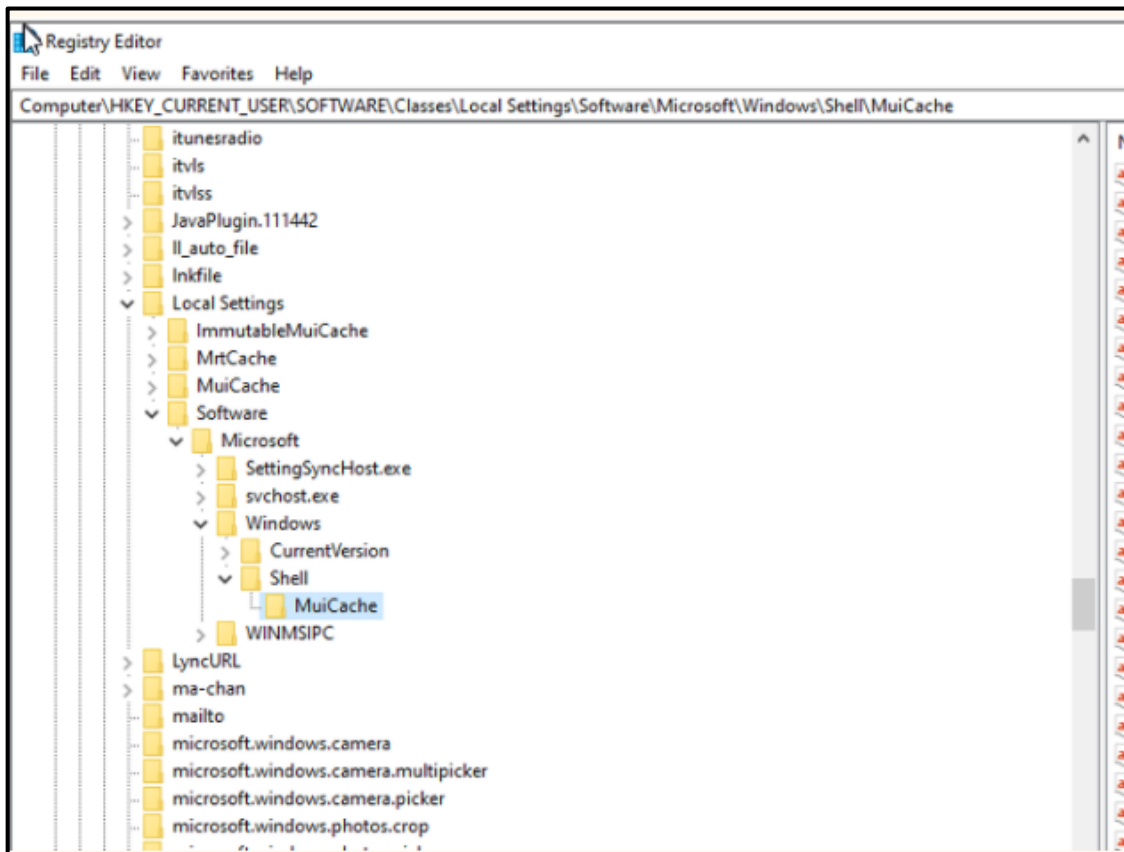 Registry Editor
File Edit View Favorites Help
Computer\HKEY_CURRENT_USER\SOFTWARE\Classes\Local Settings\Software\Microsoft\Windows\Shell\MuiCache
itunesradio
itvls
itvlss
JavaPlugin.111442
ll_auto_file
lnkfile
Local Settings
ImmutableMuiCache
MrtCache
MuiCache
Software
Microsoft
SettingSyncHost.exe
svchost.exe
Windows
CurrentVersion
Shell
MuiCache
WINMSIPC
LyncURL
ma-chan
mailto
microsoft.windows.camera
microsoft.windows.camera.multipicker
microsoft.windows.camera.picker
microsoft.windows.photos.crop